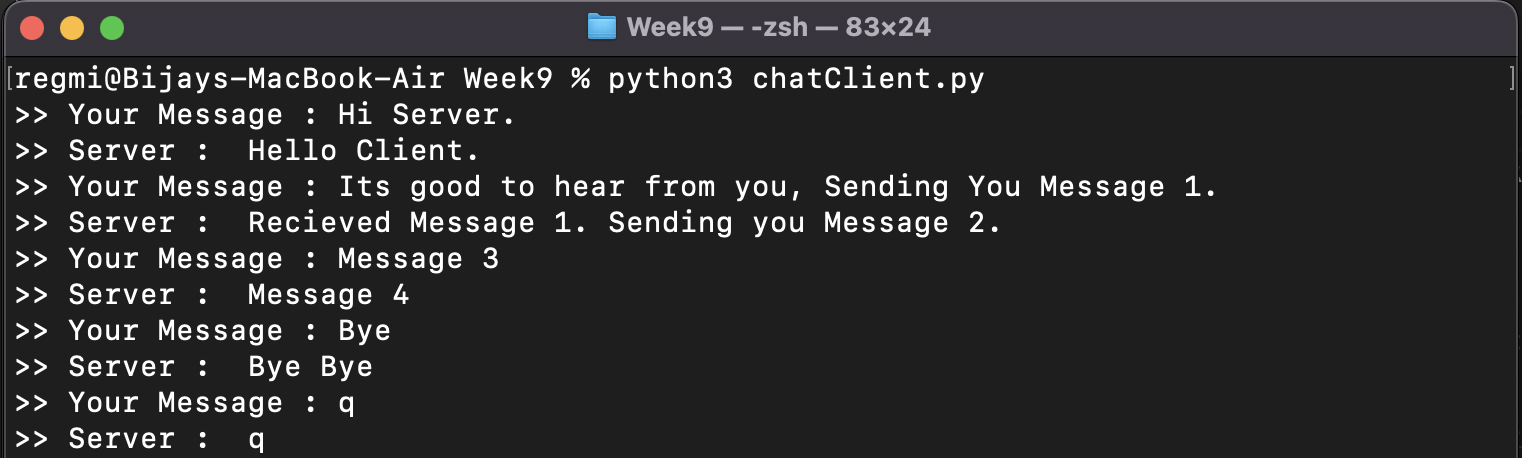 Week9 — -zsh — 83×24
[regmi@Bijays-MacBook-Air Week9 % python3 chatClient.py ]
>> Your Message : Hi Server.
>> Server :  Hello Client.
>> Your Message : Its good to hear from you, Sending You Message 1.
>> Server :  Recieved Message 1. Sending you Message 2.
>> Your Message : Message 3
>> Server :  Message 4
>> Your Message : Bye
>> Server :  Bye Bye
>> Your Message : q
>> Server :  q